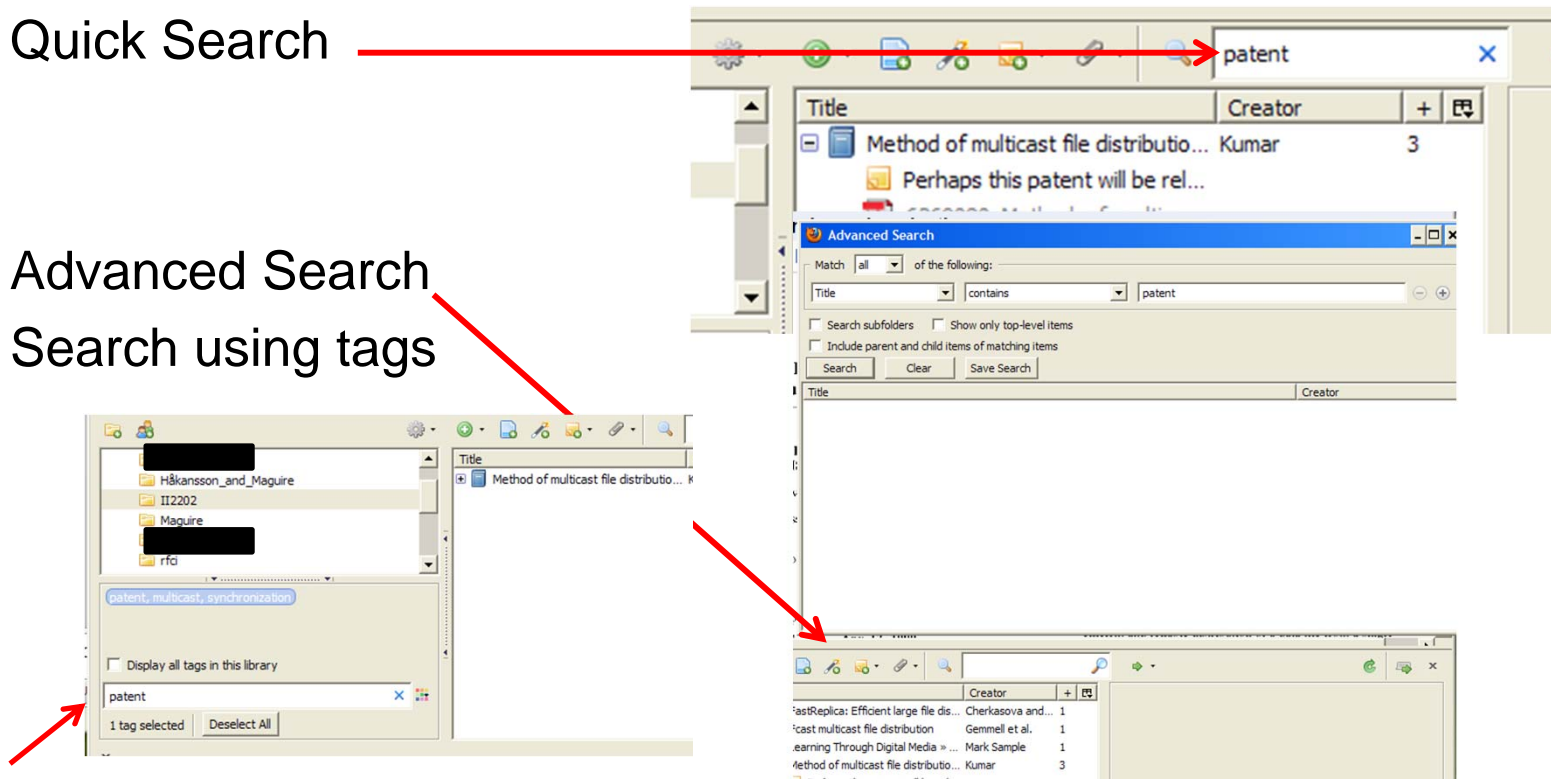 Quick Search
patent
Title Creator +
Method of multicast file distributio... Kumar 3
Perhaps this patent will be rel...
Advanced Search
Search using tags
Advanced Search
Match all of the following:
Title contains patent
Search subfolders Show only top-level items
Include parent and child items of matching items
Search Clear Save Search
Title Creator
Håkansson_and_Maguire
II2202
Maguire
rfci
patent, multicast, synchronization
Display all tags in this library
patent
1 tag selected Deselect All
Title
Method of multicast file distributio...
Creator +
FastReplica: Efficient large file dis... Cherkasova and... 1
Fcast multicast file distribution Gemmell et al. 1
Learning Through Digital Media » ... Mark Sample 1
Method of multicast file distributio... Kumar 3